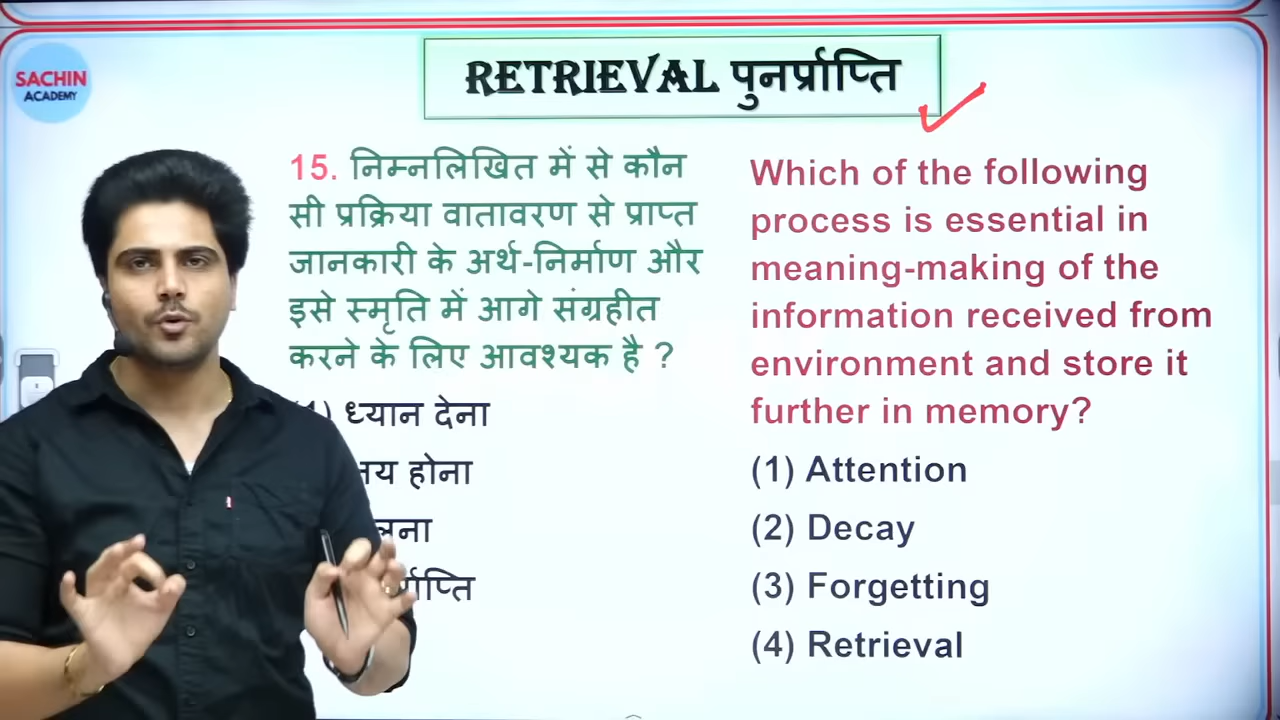 SACHIN
ACADEMY
RETRIEVAL पुनर्प्राप्ति
15. निम्नलिखित में से कौन
सी प्रक्रिया वातावरण से प्राप्त
जानकारी के अर्थ-निर्माण और
इसे स्मृति में आगे संग्रहीत
करने के लिए आवश्यक है ?
ध्यान देना
होना
Which of the following
process is essential in
meaning-making of the
information received from
environment and store it
further in memory?
(1) Attention
(2) Decay
(3) Forgetting
(4) Retrieval